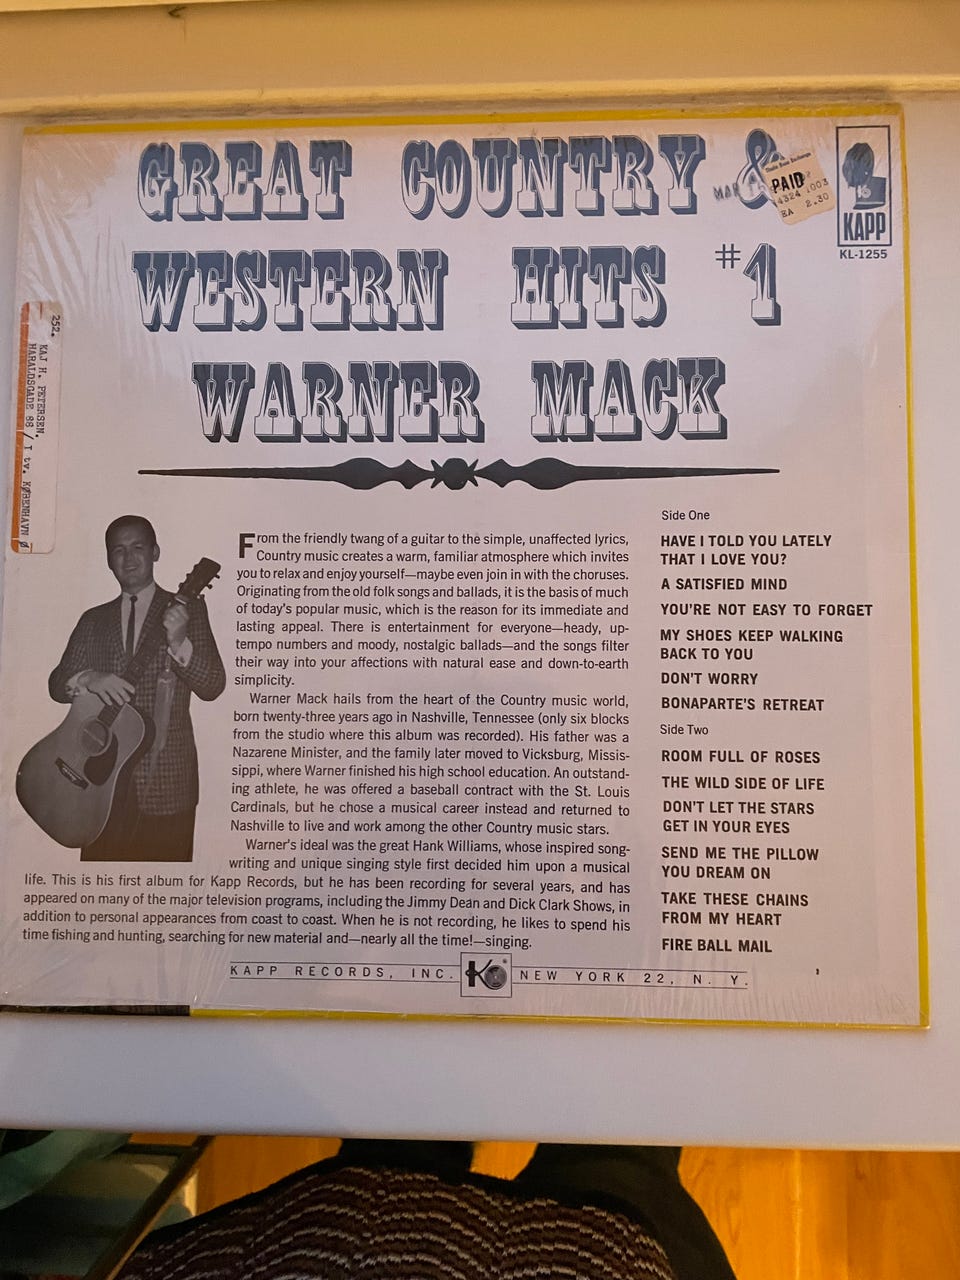 GREAT COUNTRY &
WESTERN HITS #1
WARNER MACK
MAR
PAID
4324 1003
EA 2.30
KAPP
KL-1255
252.
KAJ H. PETERSEN.
HARALDSGADE 88 / I tv. KØBENHAVN Ø
From the friendly twang of a guitar to the simple, unaffected lyrics,
Country music creates a warm, familiar atmosphere which invites
you to relax and enjoy yourself—maybe even join in with the choruses.
Originating from the old folk songs and ballads, it is the basis of much
of today's popular music, which is the reason for its immediate and
lasting appeal. There is entertainment for everyone—heady, up-
tempo numbers and moody, nostalgic ballads—and the songs filter
their way into your affections with natural ease and down-to-earth
simplicity.
Warner Mack hails from the heart of the Country music world,
born twenty-three years ago in Nashville, Tennessee (only six blocks
from the studio where this album was recorded). His father was a
Nazarene Minister, and the family later moved to Vicksburg, Missis-
sippi, where Warner finished his high school education. An outstand-
ing athlete, he was offered a baseball contract with the St. Louis
Cardinals, but he chose a musical career instead and returned to
Nashville to live and work among the other Country music stars.
Warner's ideal was the great Hank Williams, whose inspired song-
writing and unique singing style first decided him upon a musical
life. This is his first album for Kapp Records, but he has been recording for several years, and has
appeared on many of the major television programs, including the Jimmy Dean and Dick Clark Shows, in
addition to personal appearances from coast to coast. When he is not recording, he likes to spend his
time fishing and hunting, searching for new material and—nearly all the time!—singing.
Side One
HAVE I TOLD YOU LATELY
THAT I LOVE YOU?
A SATISFIED MIND
YOU'RE NOT EASY TO FORGET
MY SHOES KEEP WALKING
BACK TO YOU
DON'T WORRY
BONAPARTE'S RETREAT
Side Two
ROOM FULL OF ROSES
THE WILD SIDE OF LIFE
DON'T LET THE STARS
GET IN YOUR EYES
SEND ME THE PILLOW
YOU DREAM ON
TAKE THESE CHAINS
FROM MY HEART
FIRE BALL MAIL
KAPP RECORDS, INC. K NEW YORK 22, N. Y.